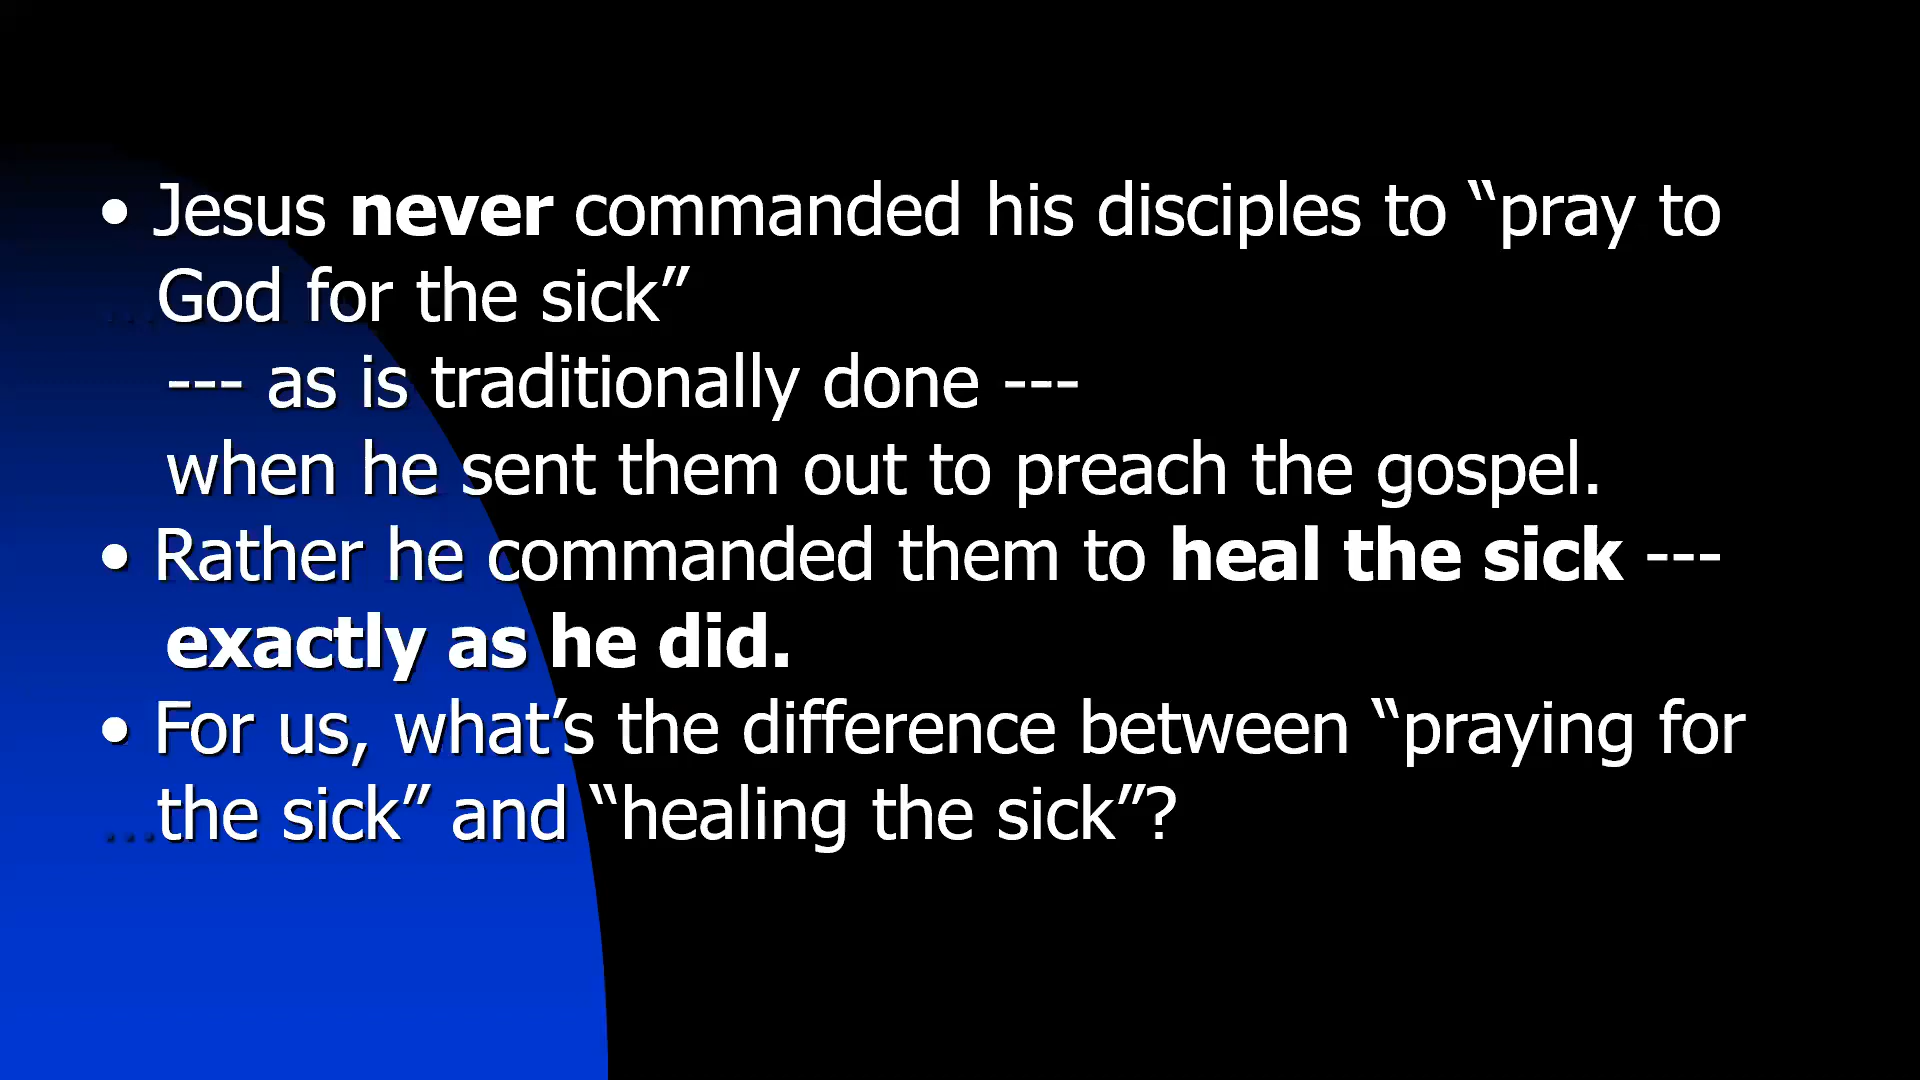 • Jesus never commanded his disciples to “pray to
...God for the sick”
--- as is traditionally done ---
when he sent them out to preach the gospel.
• Rather he commanded them to heal the sick ---
exactly as he did.
• For us, what’s the difference between “praying for
...the sick” and “healing the sick”?